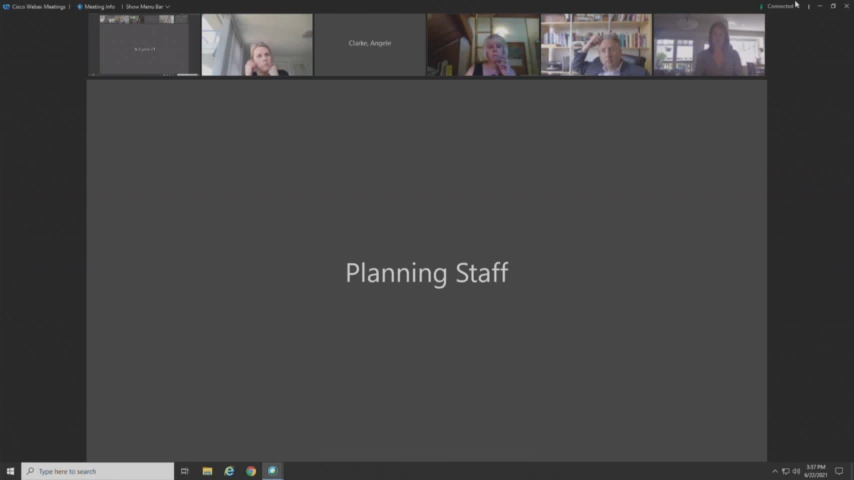 Cisco Webex Meetings
Meeting Info
Show Menu Bar
Connected
Clarke, Angele
Planning Staff
Type here to search
3:37 PM
6/22/2021